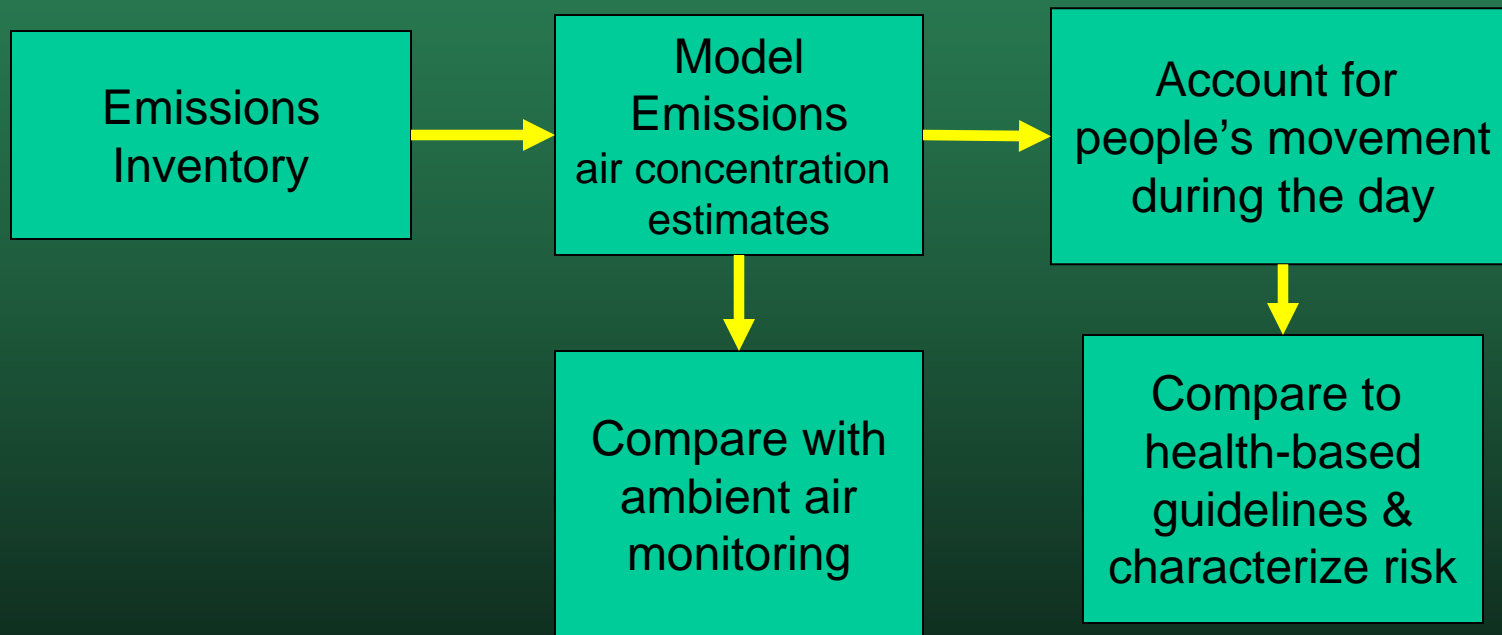 Emissions
Inventory
Model
Emissions
air concentration
estimates
Account for
people’s movement
during the day
Compare with
ambient air
monitoring
Compare to
health-based
guidelines &
characterize risk